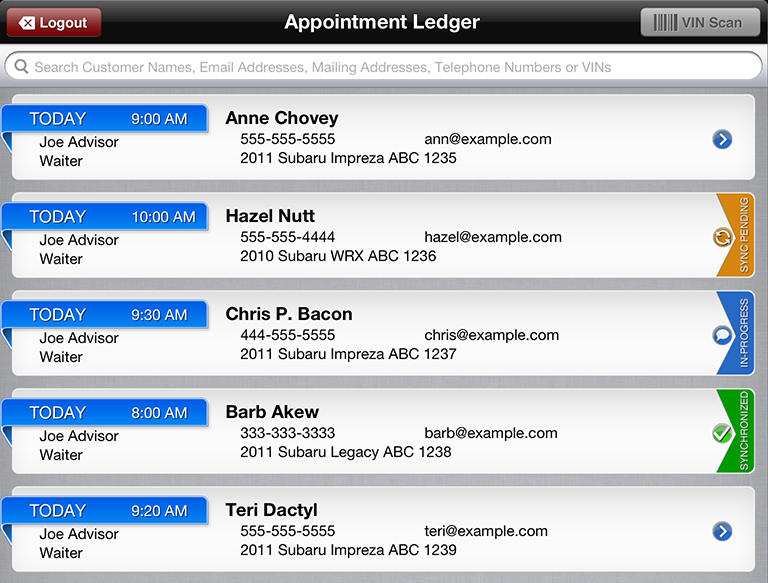 Logout
Appointment Ledger
VIN Scan
Search Customer Names, Email Addresses, Mailing Addresses, Telephone Numbers or VINs
TODAY 9:00 AM
Joe Advisor
Waiter
Anne Chovey
555-555-5555 ann@example.com
2011 Subaru Impreza ABC 1235
TODAY 10:00 AM
Joe Advisor
Waiter
Hazel Nutt
555-555-4444 hazel@example.com
2010 Subaru WRX ABC 1236
SYNC PENDING
TODAY 9:30 AM
Joe Advisor
Waiter
Chris P. Bacon
444-555-5555 chris@example.com
2011 Subaru Impreza ABC 1237
IN-PROGRESS
TODAY 8:00 AM
Joe Advisor
Waiter
Barb Akew
333-333-3333 barb@example.com
2011 Subaru Legacy ABC 1238
SYNCHRONIZED
TODAY 9:20 AM
Joe Advisor
Waiter
Teri Dactyl
555-555-5555 teri@example.com
2011 Subaru Impreza ABC 1239